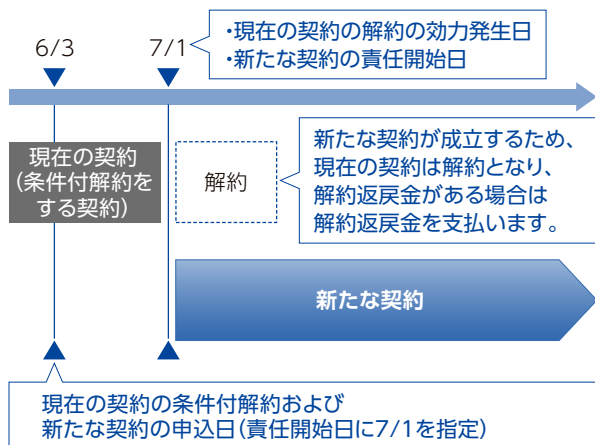 6/3
7/1
・現在の契約の解約の効力発生日
・新たな契約の責任開始日
現在の契約
(条件付解約を
する契約)
解約
新たな契約が成立するため、
現在の契約は解約となり、
解約返戻金がある場合は
解約返戻金を支払います。
新たな契約
現在の契約の条件付解約および
新たな契約の申込日(責任開始日に7/1を指定)